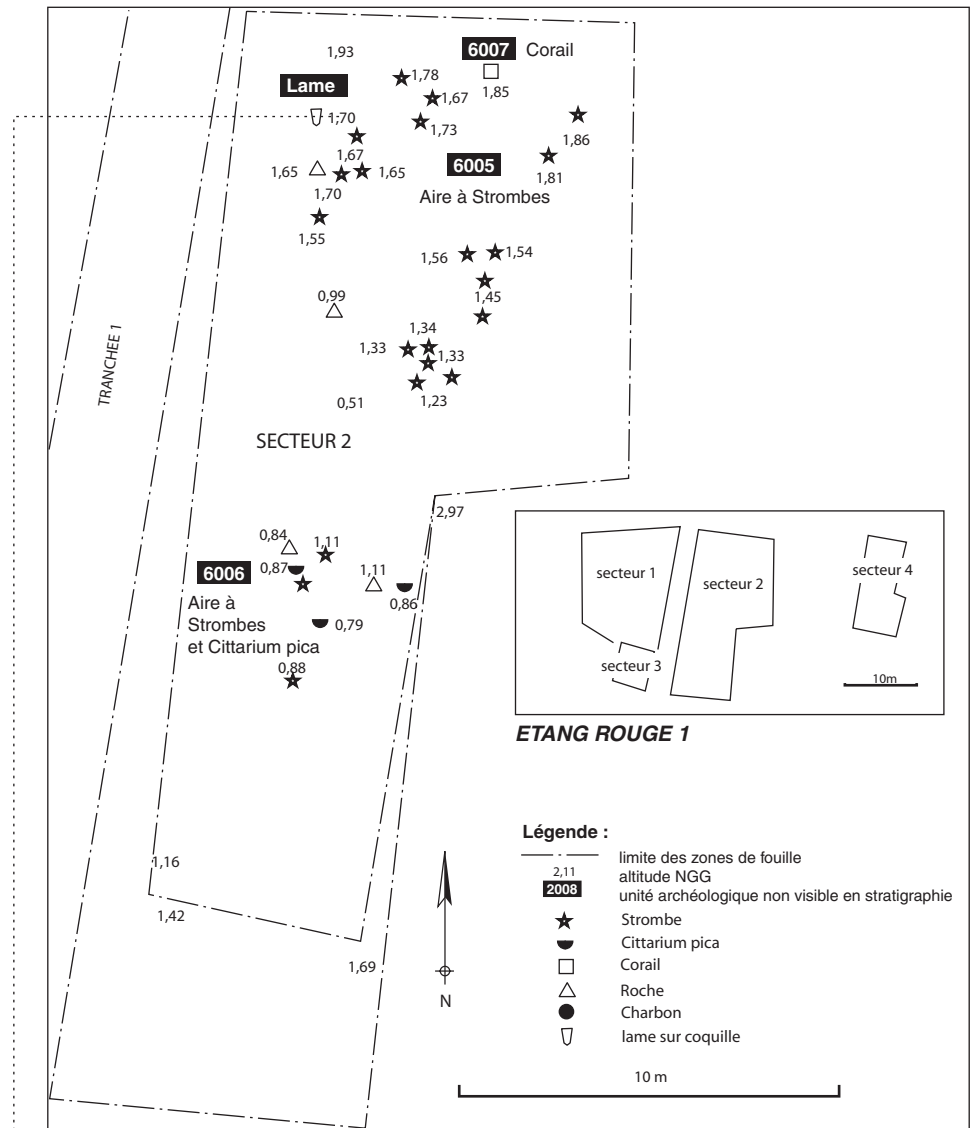 1,93
6007 Corail
1,78
1,85
Lame
1,67
1,70
1,73
1,86
1,67
6005
1,65
1,65
1,81
1,70
Aire à Strombes
1,55
1,56
1,54
0,99
1,45
1,34
1,33
1,33
TRANCHEE 1
0,51
1,23
SECTEUR 2
2,97
0,84
1,11
0,87
6006
1,11
0,86
Aire à
Strombes
et Cittarium pica
0,79
0,88
secteur 1
secteur 2
secteur 4
secteur 3
10m
ETANG ROUGE 1
Légende :
limite des zones de fouille
2,11
altitude NGG
2008
unité archéologique non visible en stratigraphie
Strombe
Cittarium pica
Corail
Roche
Charbon
lame sur coquille
1,16
1,42
1,69
N
10 m